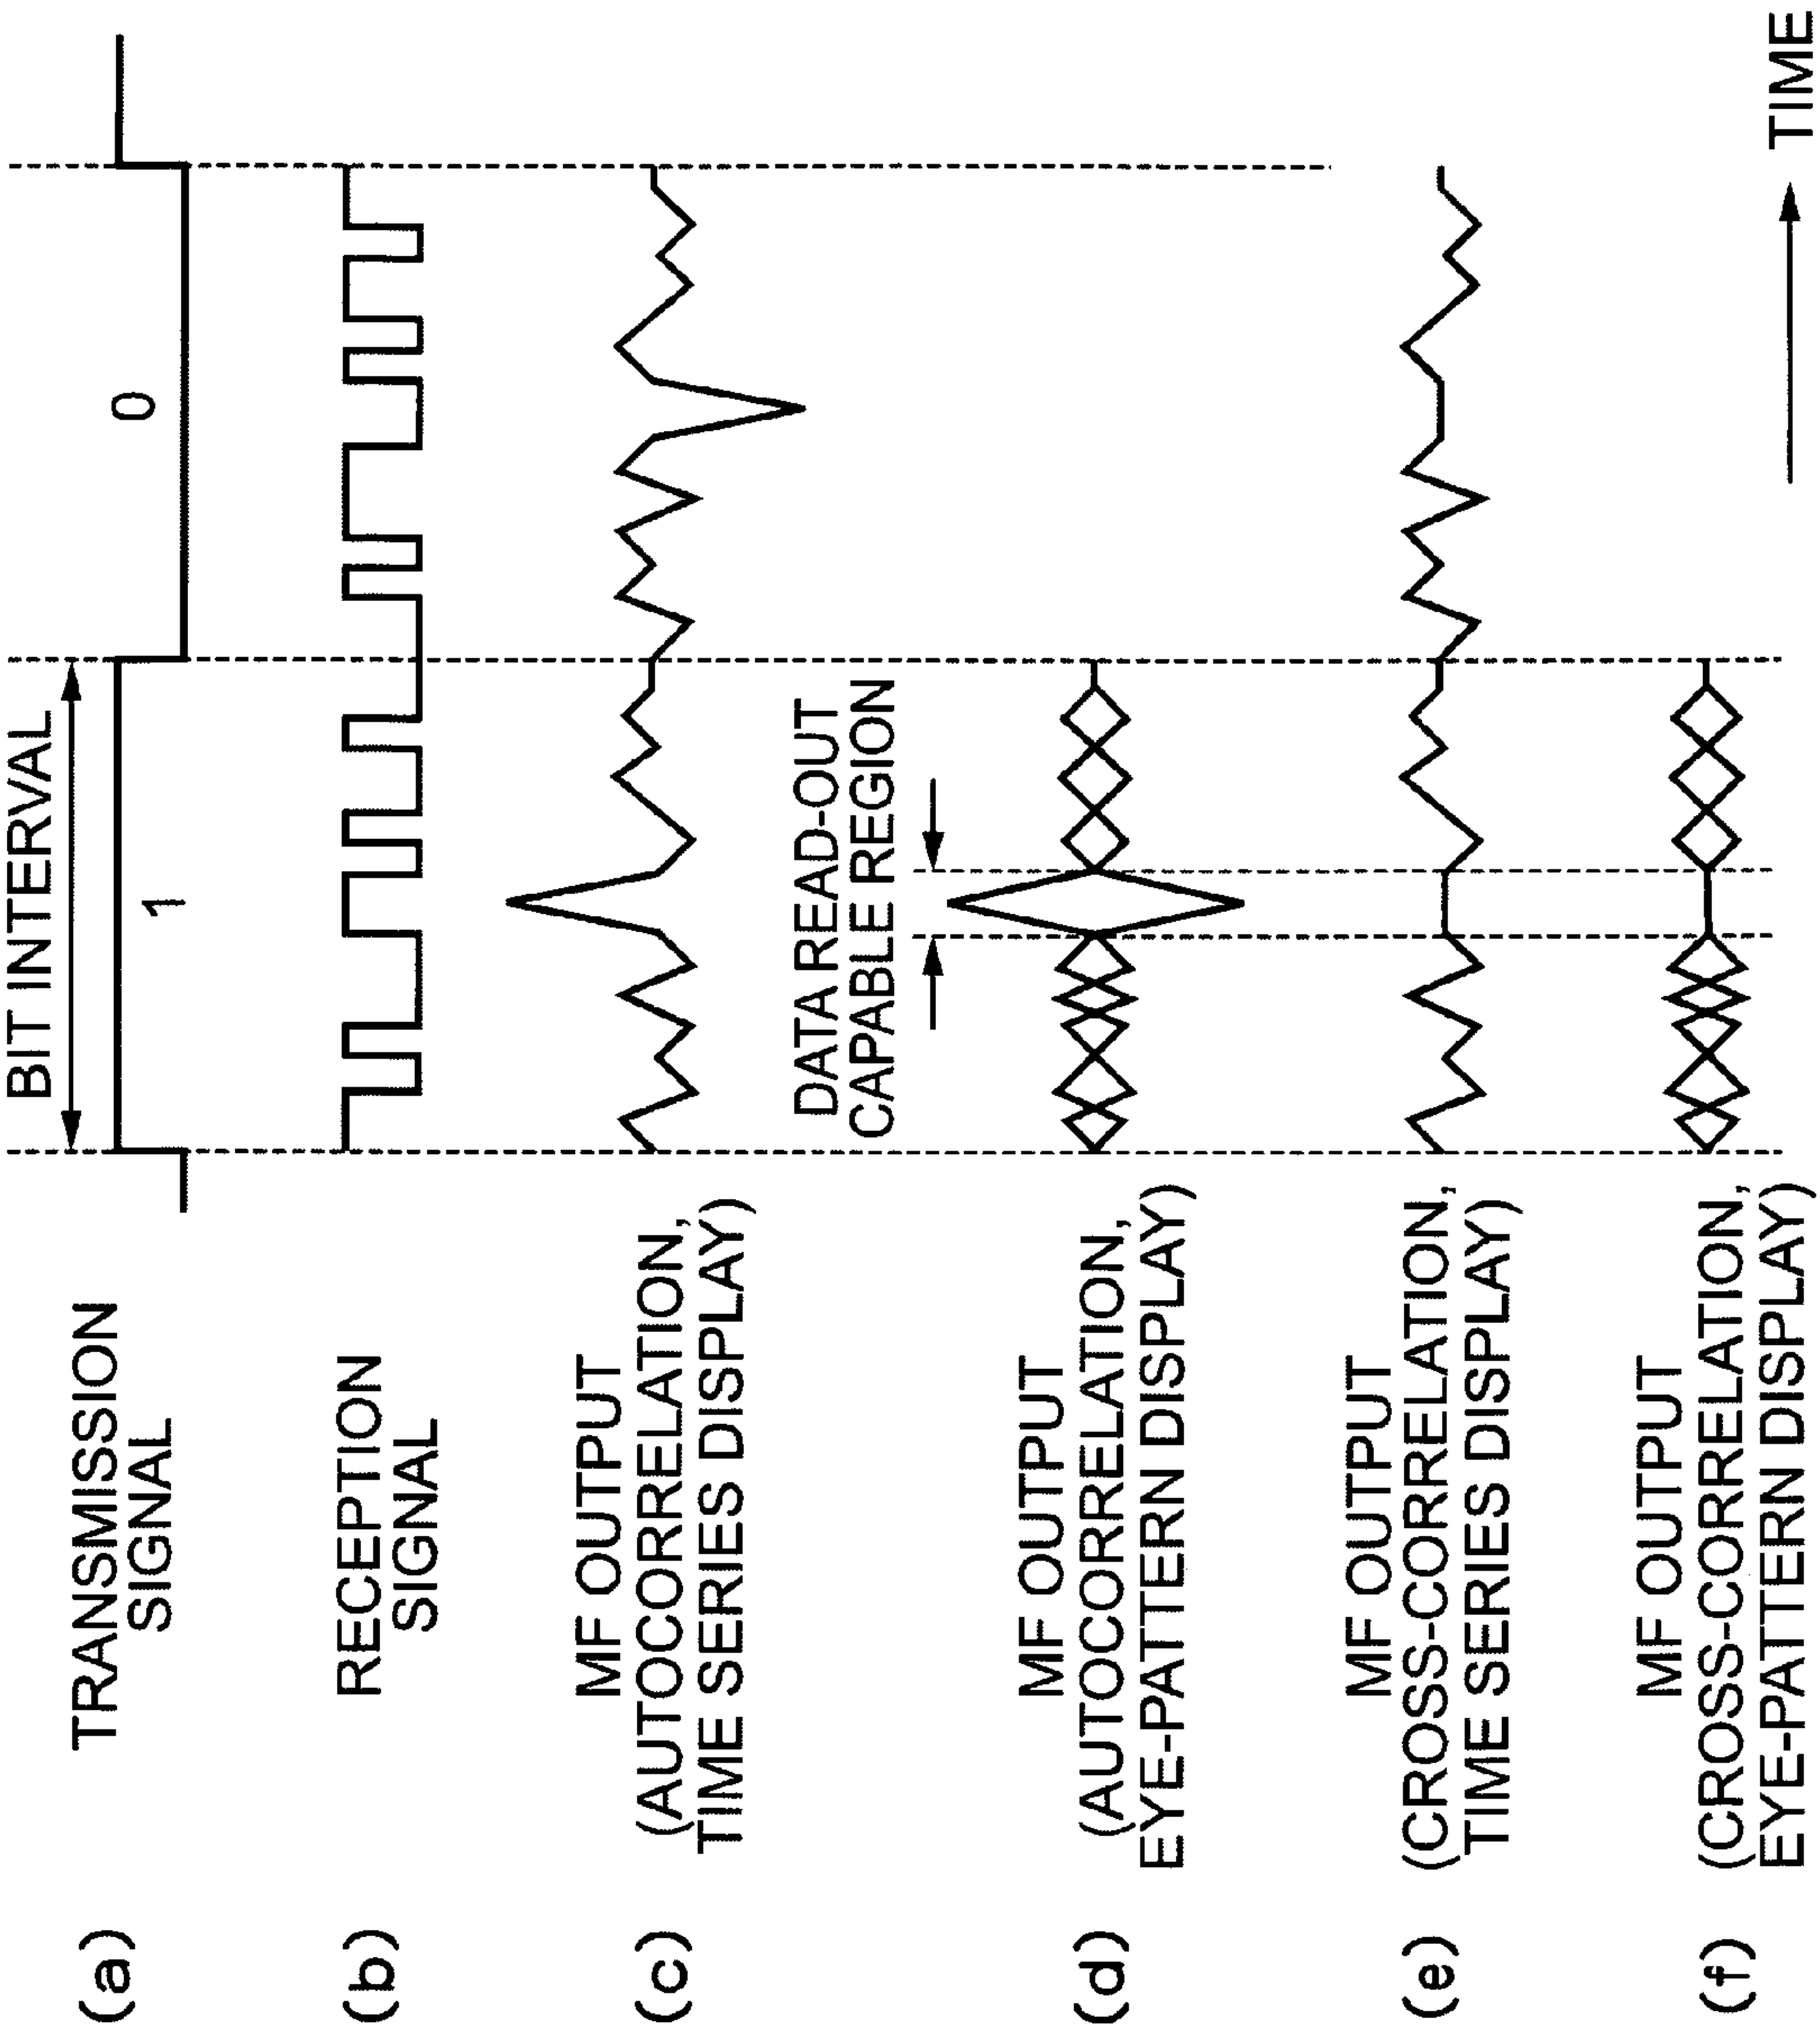 BIT INTERVAL
1
0
(a)
TRANSMISSION
SIGNAL
(b)
RECEPTION
SIGNAL
(c)
MF OUTPUT
(AUTOCORRELATION,
TIME SERIES DISPLAY)
DATA READ-OUT
CAPABLE REGION
(d)
MF OUTPUT
(AUTOCORRELATION,
EYE-PATTERN DISPLAY)
(e)
MF OUTPUT
(CROSS-CORRELATION,
TIME SERIES DISPLAY)
(f)
MF OUTPUT
(CROSS-CORRELATION,
EYE-PATTERN DISPLAY)
TIME